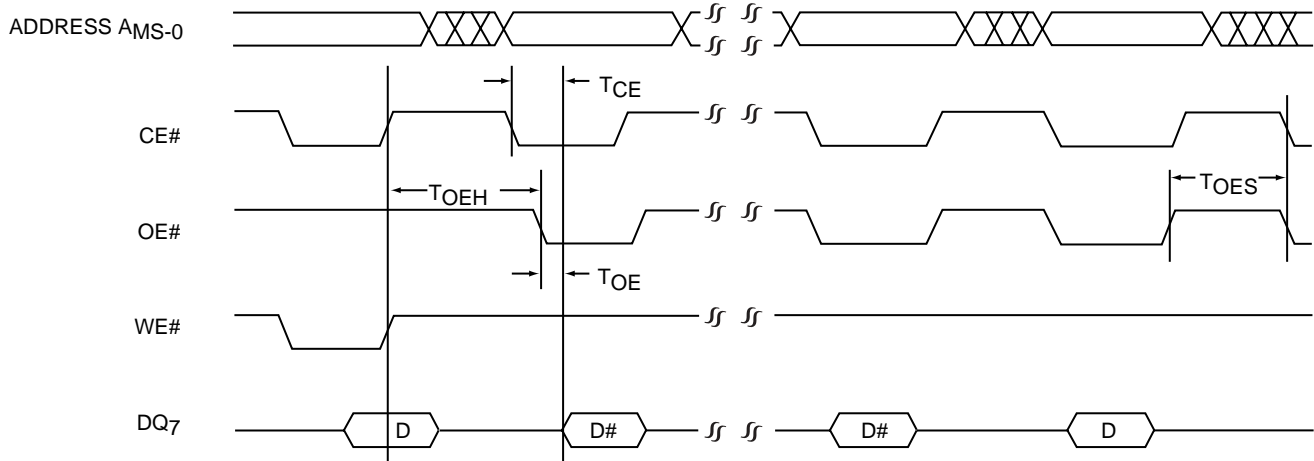 ADDRESS AMS-0
TCE
CE#
TOEH
TOES
OE#
TOE
WE#
DQ7
D
D#
D#
D